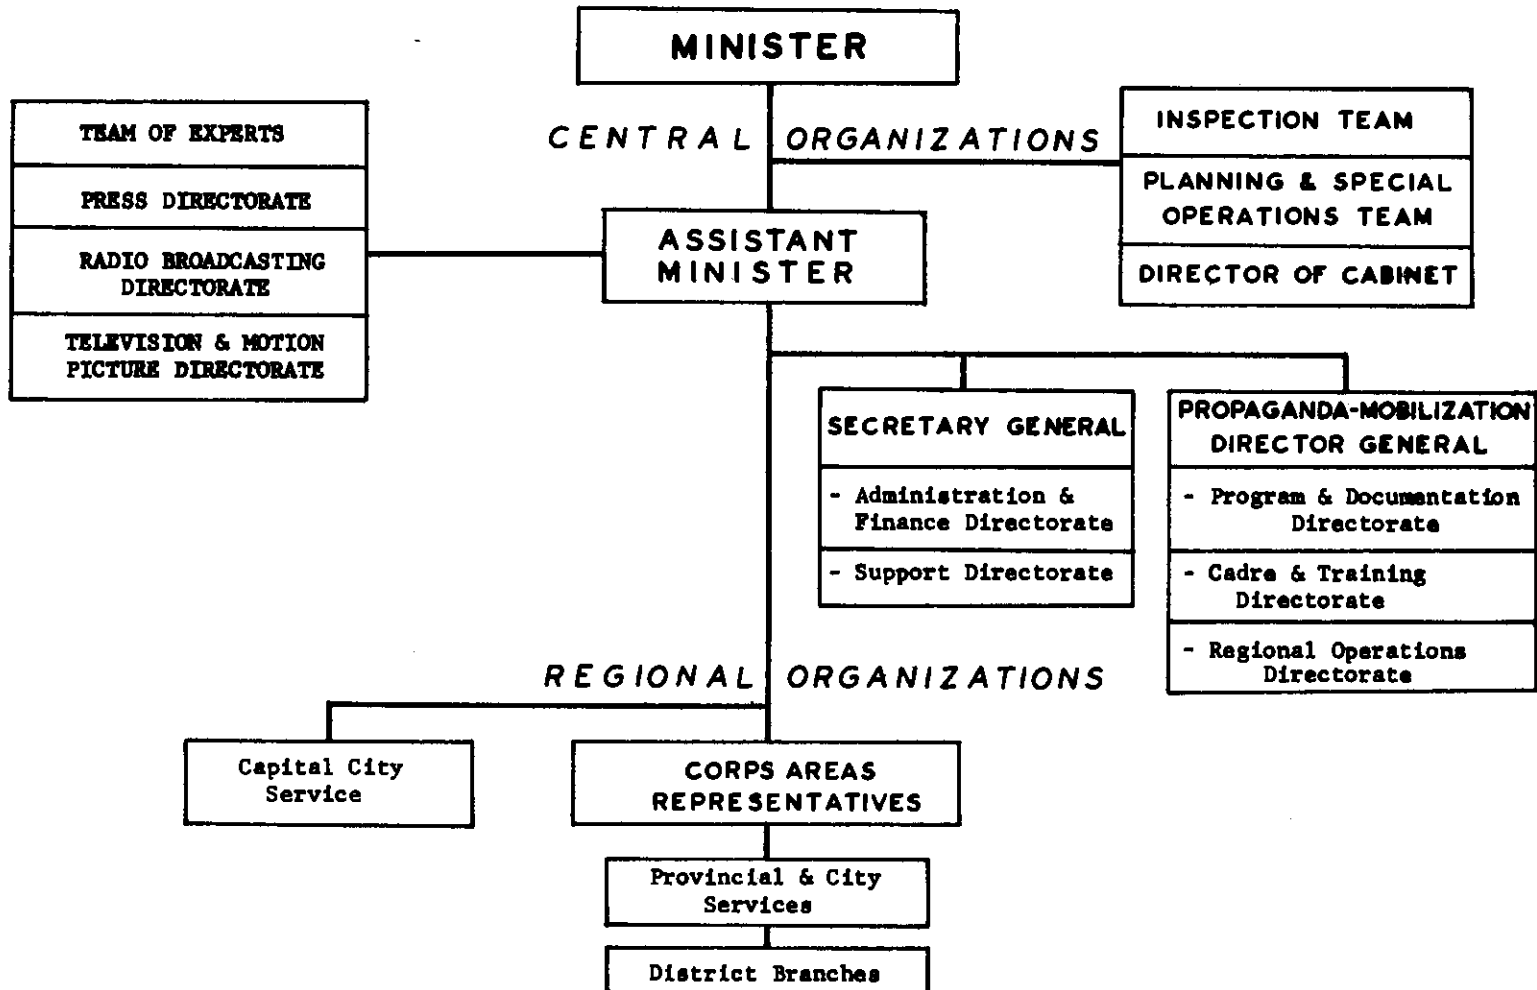 MINISTER
CENTRAL ORGANIZATIONS
TEAM OF EXPERTS
PRESS DIRECTORATE
RADIO BROADCASTING
DIRECTORATE
TELEVISION & MOTION
PICTURE DIRECTORATE
ASSISTANT
MINISTER
INSPECTION TEAM
PLANNING & SPECIAL
OPERATIONS TEAM
DIRECTOR OF CABINET
SECRETARY GENERAL
- Administration &
Finance Directorate
- Support Directorate
PROPAGANDA-MOBILIZATION
DIRECTOR GENERAL
- Program & Documentation
Directorate
- Cadre & Training
Directorate
- Regional Operations
Directorate
REGIONAL ORGANIZATIONS
Capital City
Service
CORPS AREAS
REPRESENTATIVES
Provincial & City
Services
District Branches